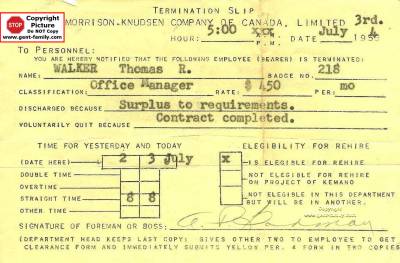 TERMINATION SLIP
MORRISON-KNUDSEN COMPANY OF CANADA, LIMITED
3rd.
HOUR: 5:00 xxx P.M. DATE July 4 195
TO PERSONNEL:
YOU ARE HEREBY NOTIFIED THAT THE FOLLOWING EMPLOYEE (BEARER) IS TERMINATED:
NAME: WALKER Thomas R. BADGE NO. 218
CLASSIFICATION: Office Manager RATE $ 450 PER: mo
DISCHARGED BECAUSE Surplus to requirements.
VOLUNTARILY QUIT BECAUSE Contract completed.
TIME FOR YESTERDAY AND TODAY
ELIGIBILITY FOR REHIRE
(DATE HERE) 2 3 July
x IS ELEGIBLE FOR REHIRE
DOUBLE TIME
NOT ELEGIBLE FOR REHIRE
OVERTIME
ON PROJECT OF KEMANO
STRAIGHT TIME 8 8
NOT ELEGIBLE IN THIS DEPARTMENT
OTHER TIME
BUT WILL BE IN ANOTHER.
SIGNATURE OF FOREMAN OR BOSS:
(DEPARTMENT HEAD KEEPS LAST COPY; GIVES OTHER TWO TO EMPLOYEE TO GET
CLEARANCE FORM AND IMMEDIATELY SUBMITS YELLOW PER. 4 FORM IN TWO COPIES
STOP
Copyright
Picture
Do NOT Copy
www.gent-family.com